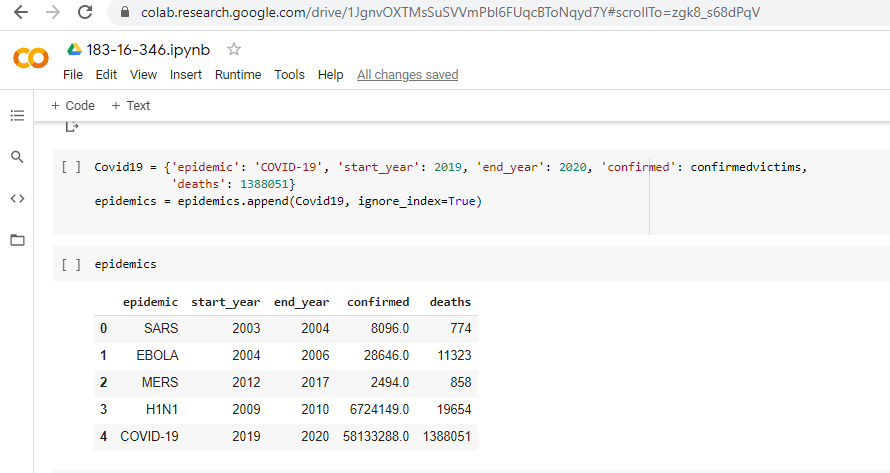 colab.research.google.com/drive/1JgnvOXTMsSuSVVmPbI6FUqcBToNqyd7Y#scrollTo=zgk8_s68dPqV
183-16-346.ipynb
File Edit View Insert Runtime Tools Help All changes saved
+ Code + Text
[ ] Covid19 = {'epidemic': 'COVID-19', 'start_year': 2019, 'end_year': 2020, 'confirmed': confirmedvictims,
'deaths': 1388051}
epidemics = epidemics.append(Covid19, ignore_index=True)
[ ] epidemics
epidemic start_year end_year confirmed deaths
0 SARS 2003 2004 8096.0 774
1 EBOLA 2004 2006 28646.0 11323
2 MERS 2012 2017 2494.0 858
3 H1N1 2009 2010 6724149.0 19654
4 COVID-19 2019 2020 58133288.0 1388051